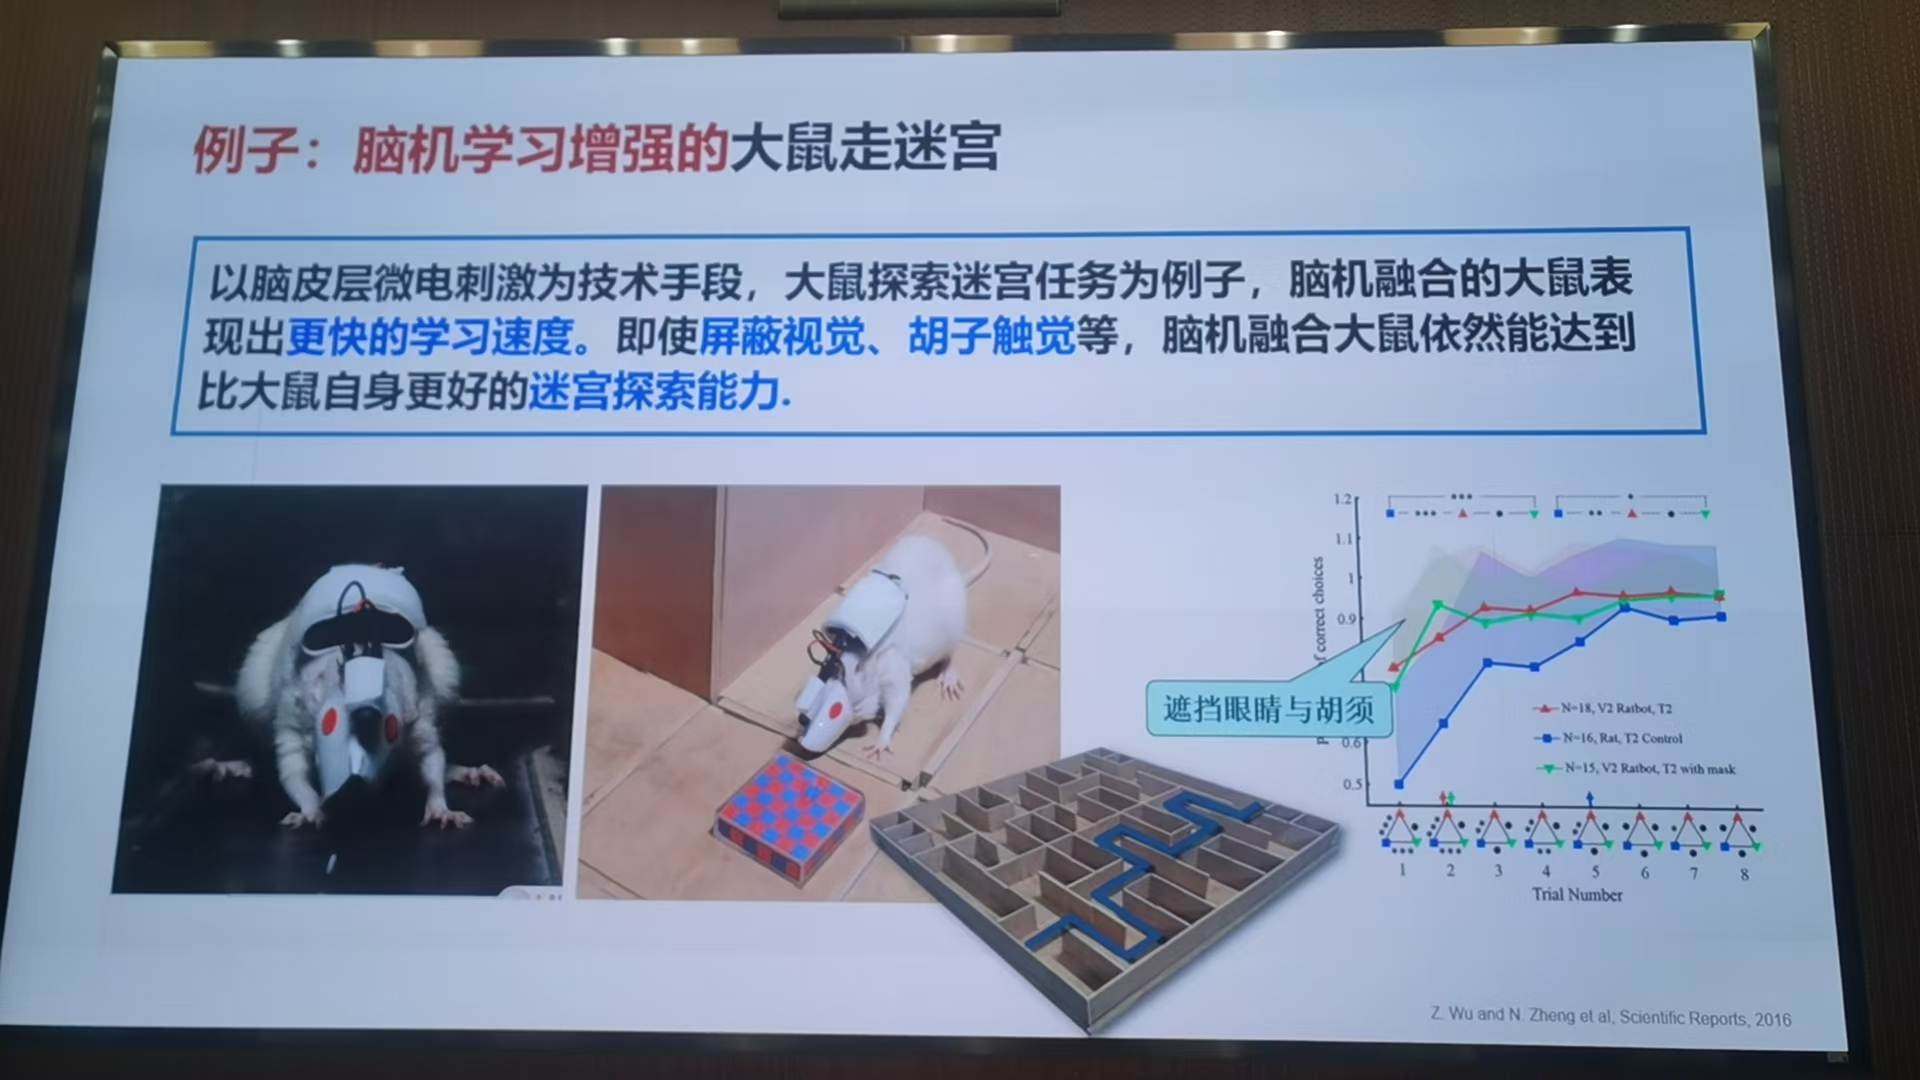 例子：脑机学习增强的大鼠走迷宫
以脑皮层微电刺激为技术手段，大鼠探索迷宫任务为例子，脑机融合的大鼠表
现出更快的学习速度。即使屏蔽视觉、胡子触觉等，脑机融合大鼠依然能达到
比大鼠自身更好的迷宫探索能力.
1.2
1.1
1
0.9
0.6
0.5
correct choices
遮挡眼睛与胡须
N=18, V2 Ratbot, T2
N=16, Rat, T2 Control
N=15, V2 Ratbot, T2 with mask
1 2 3 4 5 6 7 8
Trial Number
Z. Wu and N. Zheng et al, Scientific Reports, 2016